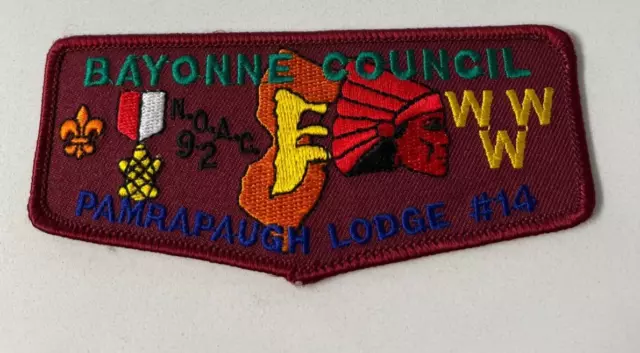 BAYONNE COUNCIL
N.O.A.C.
92
F
WWW
PAMRAPAUGH LODGE #14